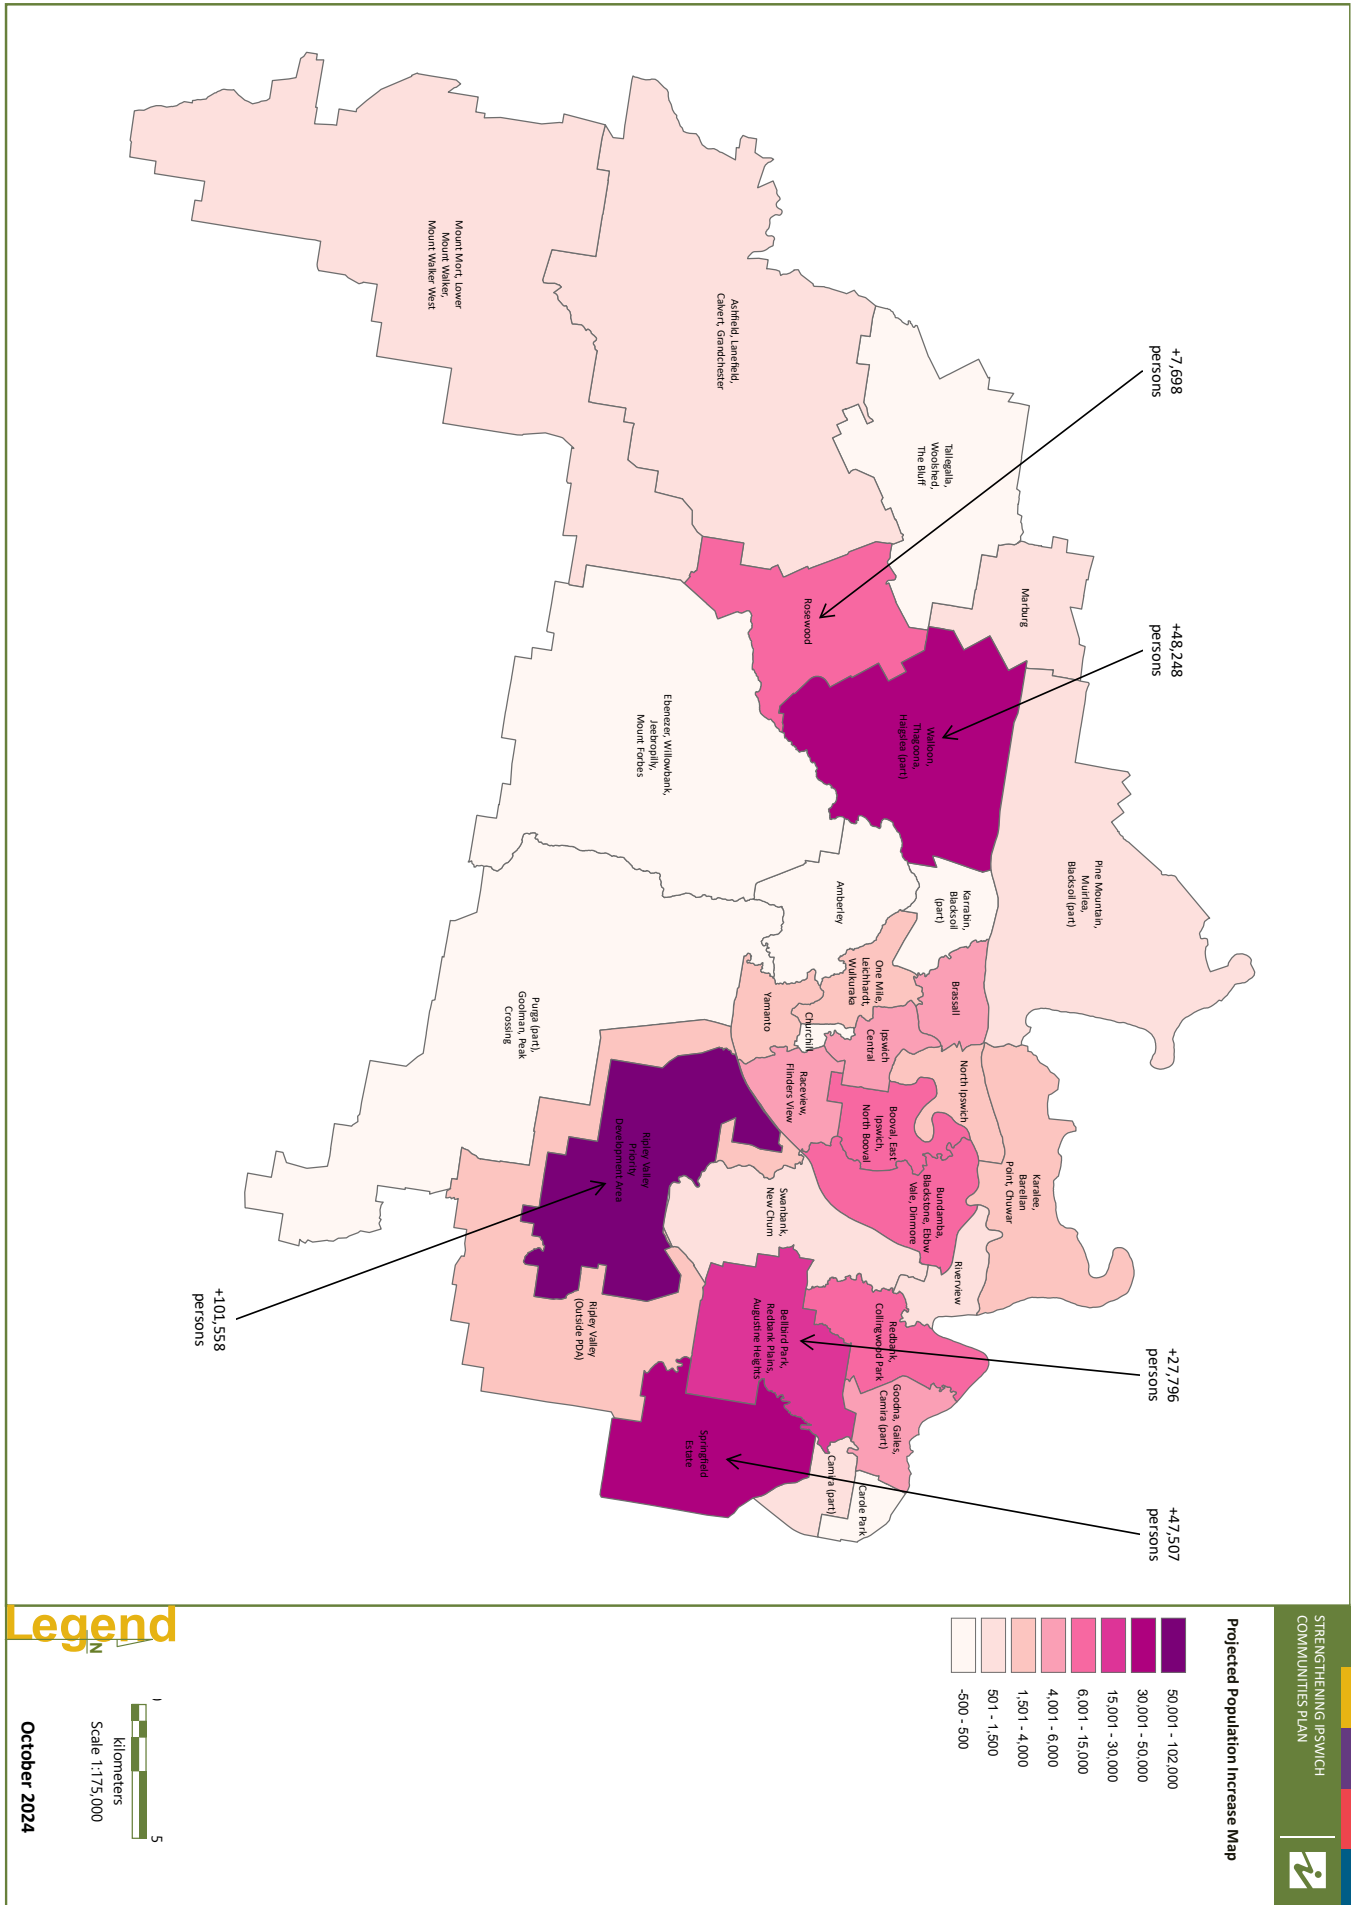 STRENGTHENING IPSWICH
COMMUNITIES PLAN
Projected Population Increase Map
50,001 - 102,000
30,001 - 50,000
15,001 - 30,000
6,001 - 15,000
4,001 - 6,000
1,501 - 4,000
501 - 1,500
-500 - 500
Legend
N
5
kilometers
Scale 1:175,000
October 2024
+7,698
persons
+48,248
persons
+27,796
persons
+47,507
persons
+101,558
persons
Marburg
Pine Mountain,
Muirlea,
Blacksoil (part)
Tallegalla,
Woolshed,
The Bluff
Walloon,
Thagoona,
Haigslea (part)
Karrabin,
Blacksoil
(part)
Brassall
North Ipswich
Karalee,
Barellan
Point, Chuwar
Riverview
Rosewood
Amberley
One Mile,
Leichhardt,
Wulkuraka
Ipswich
Central
Booval, East
Ipswich,
North Booval
Bundamba,
Blackstone, Ebbw
Vale, Dinmore
Redbank,
Collingwood Park
Goodna, Gailes,
Camira (part)
Carole Park
Camira (part)
Churchill
Yamanto
Raceview,
Flinders View
Swanbank,
New Chum
Bellbird Park,
Redbank Plains,
Augustine Heights
Springfield
Estate
Ashfield, Lanefield,
Calvert, Grandchester
Ebenezer, Willowbank,
Jeebropilly,
Mount Forbes
Ripley Valley
Priority
Development Area
Ripley Valley
(Outside PDA)
Purga (part),
Goolman, Peak
Crossing
Mount Mort, Lower
Mount Walker,
Mount Walker West